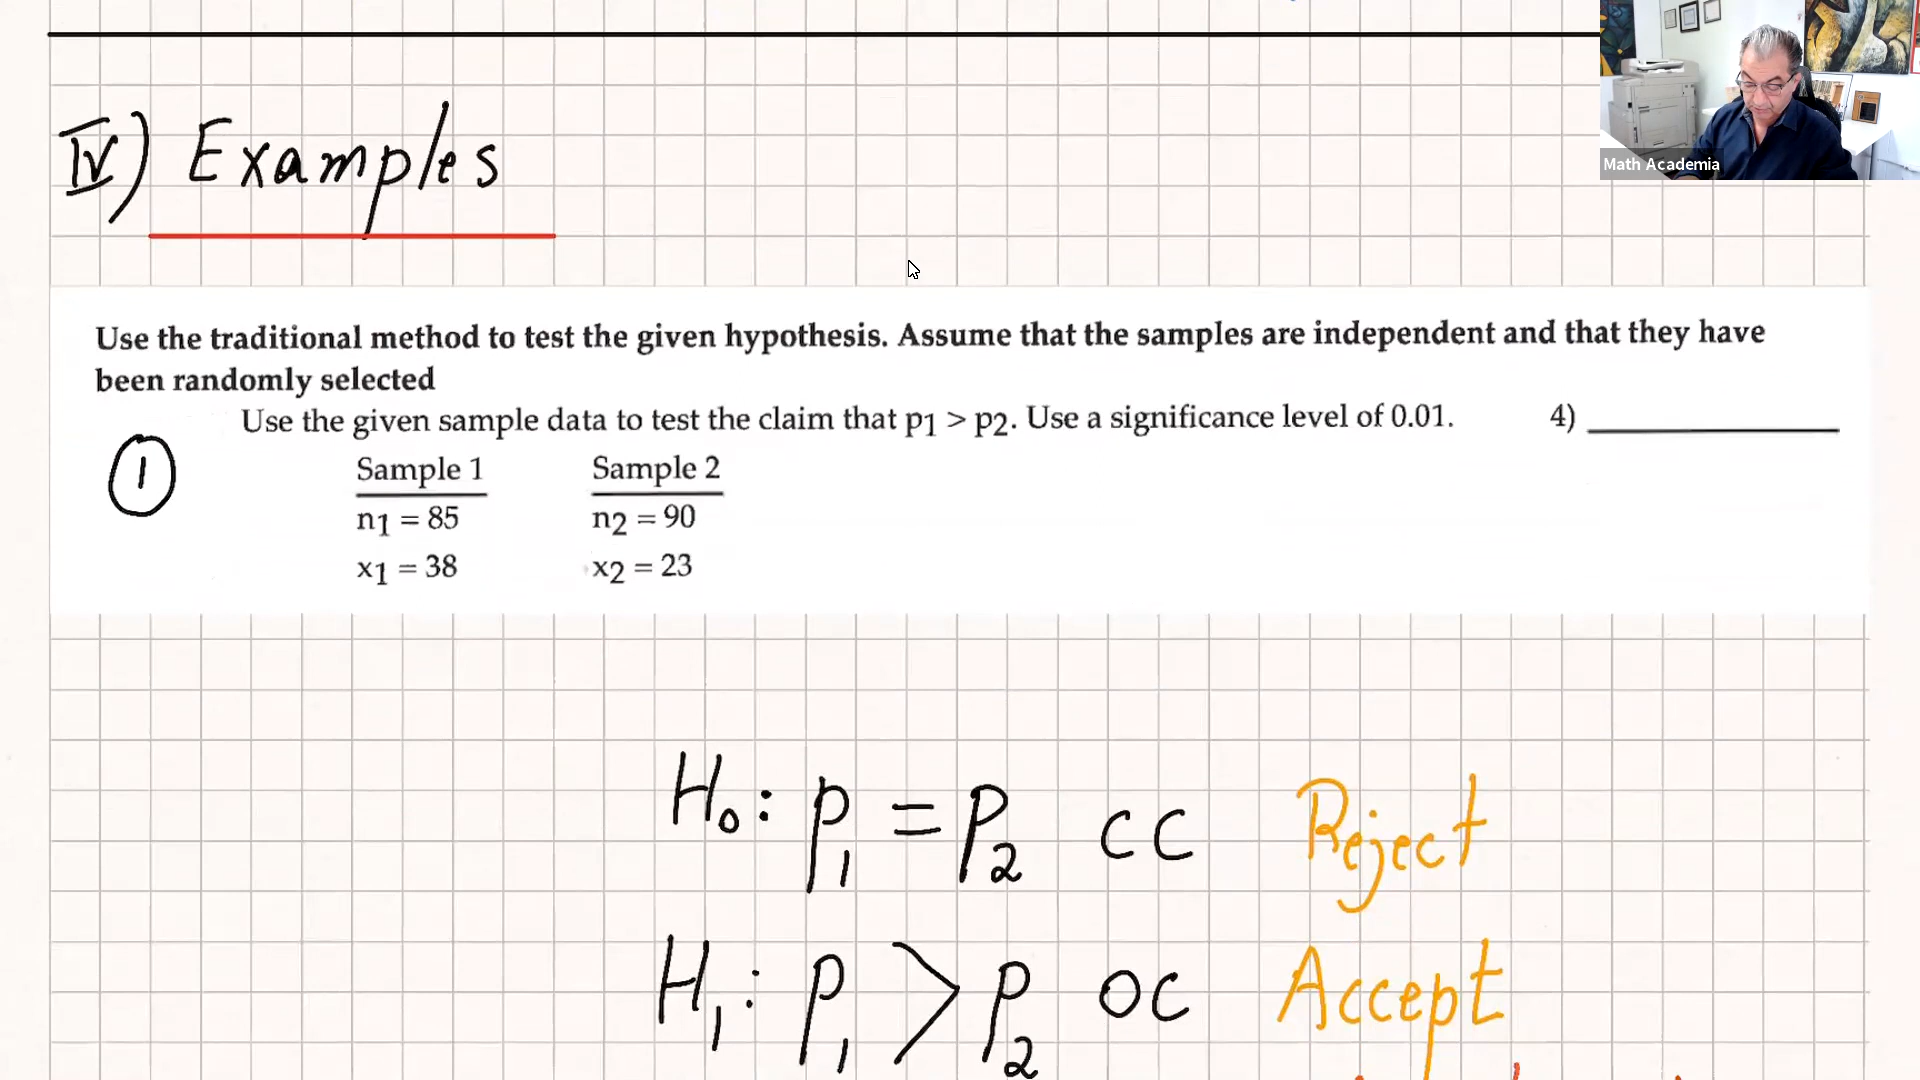 Math Academia
IV) Examples
Use the traditional method to test the given hypothesis. Assume that the samples are independent and that they have
been randomly selected
Use the given sample data to test the claim that p1 > p2. Use a significance level of 0.01. 4) __________
1
Sample 1 Sample 2
n1 = 85 n2 = 90
x1 = 38 x2 = 23
H0: p1 = p2 CC Reject
H1: p1 > p2 OC Accept